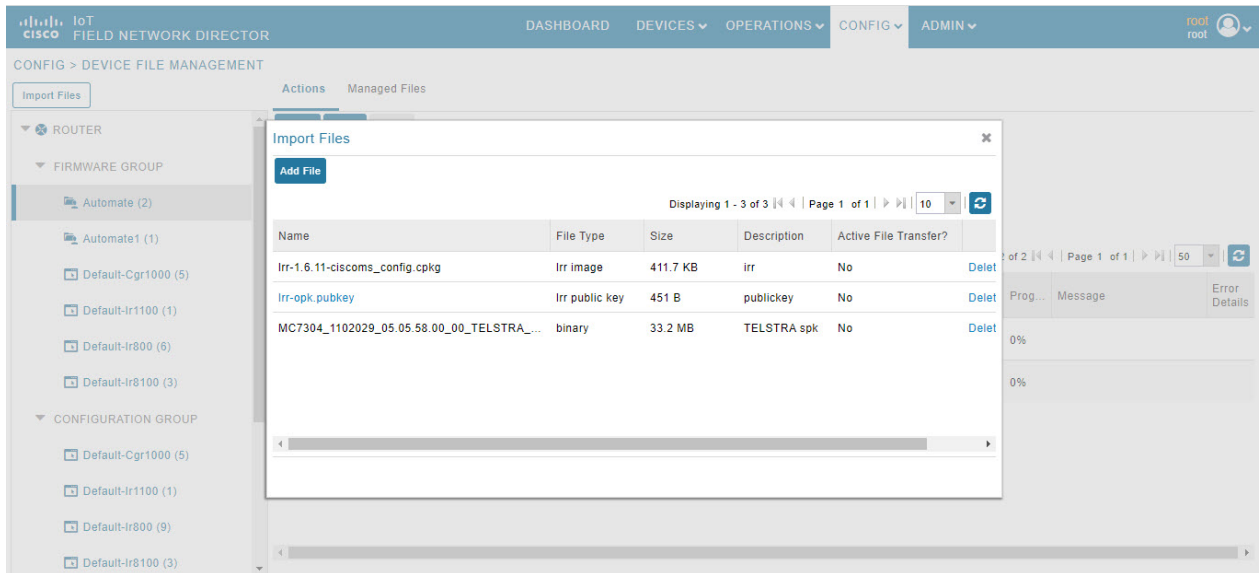 IoT
CISCO FIELD NETWORK DIRECTOR
DASHBOARD DEVICES OPERATIONS CONFIG ADMIN
root
root
CONFIG > DEVICE FILE MANAGEMENT
Import Files
Actions Managed Files
ROUTER
FIRMWARE GROUP
Automate (2)
Automate1 (1)
Default-Cgr1000 (5)
Default-Ir1100 (1)
Default-Ir800 (6)
Default-Ir8100 (3)
CONFIGURATION GROUP
Default-Cgr1000 (5)
Default-Ir1100 (1)
Default-Ir800 (9)
Default-Ir8100 (3)
Import Files
Add File
Displaying 1 - 3 of 3 | Page 1 of 1 | 10
Name File Type Size Description Active File Transfer?
lrr-1.6.11-ciscoms_config.cpkg lrr image 411.7 KB irr No Delet
lrr-opk.pubkey lrr public key 451 B publickey No Delet
MC7304_1102029_05.05.58.00_00_TELSTRA_... binary 33.2 MB TELSTRA spk No Delet
of 2 | Page 1 of 1 | 50
Prog... Message Error Details
0%
0%